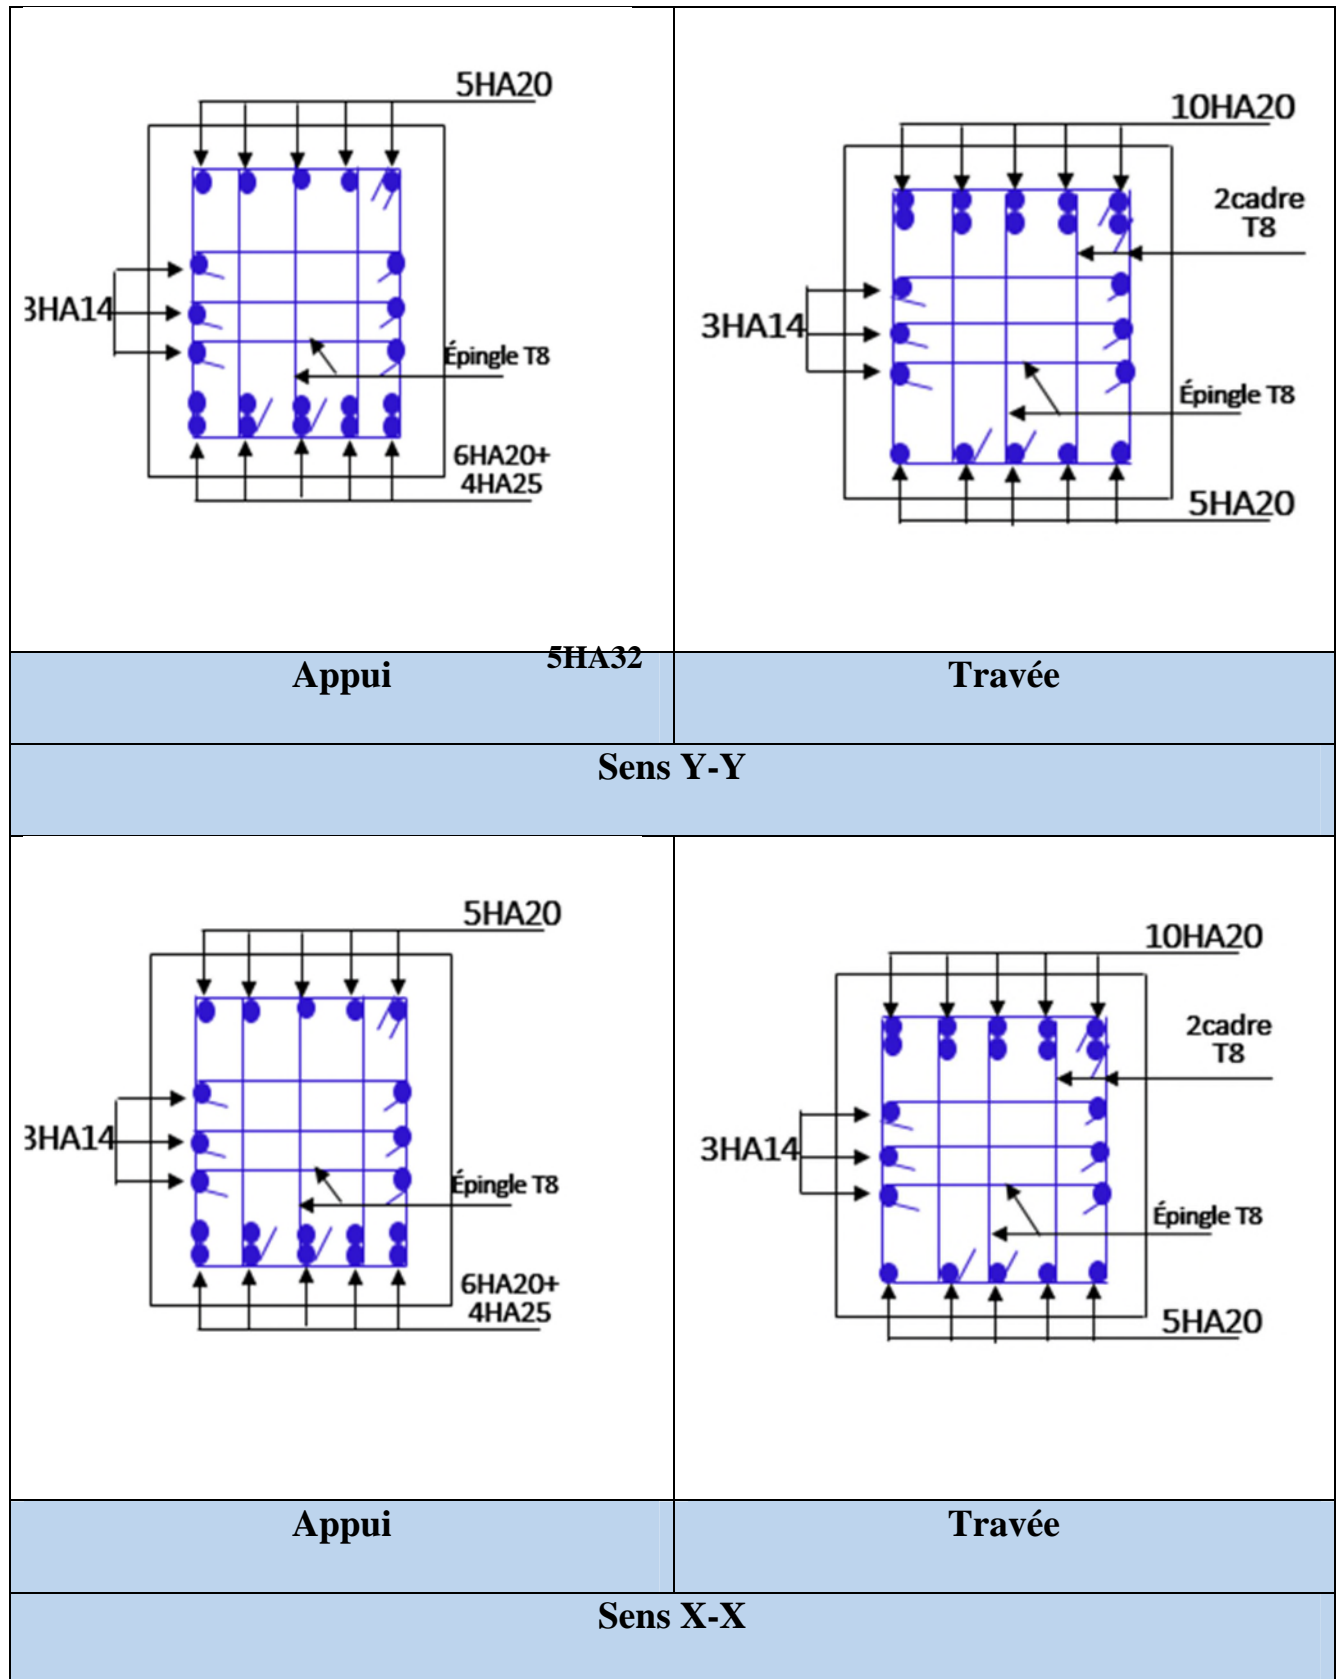 5HA20
3HA14
Épingle T8
6HA20+
4HA25
10HA20
2cadre
T8
3HA14
Épingle T8
5HA20
5HA32
Appui
Travée
Sens Y-Y
5HA20
3HA14
Épingle T8
6HA20+
4HA25
10HA20
2cadre
T8
3HA14
Épingle T8
5HA20
Appui
Travée
Sens X-X